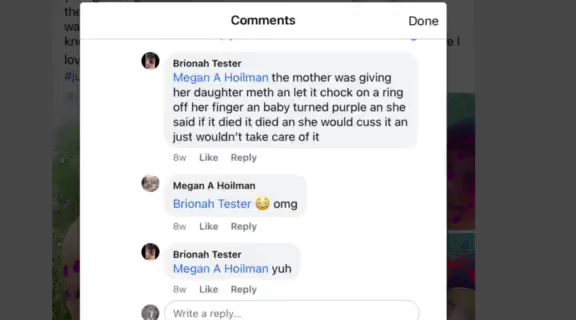 Comments
Done
Brionah Tester
Megan A Hoilman the mother was giving
her daughter meth an let it chock on a ring
off her finger an baby turned purple an she
said if it died it died an she would cuss it an
just wouldn't take care of it
8w Like Reply
Megan A Hoilman
Brionah Tester 😳 omg
8w Like Reply
Brionah Tester
Megan A Hoilman yuh
8w Like Reply
Write a reply...